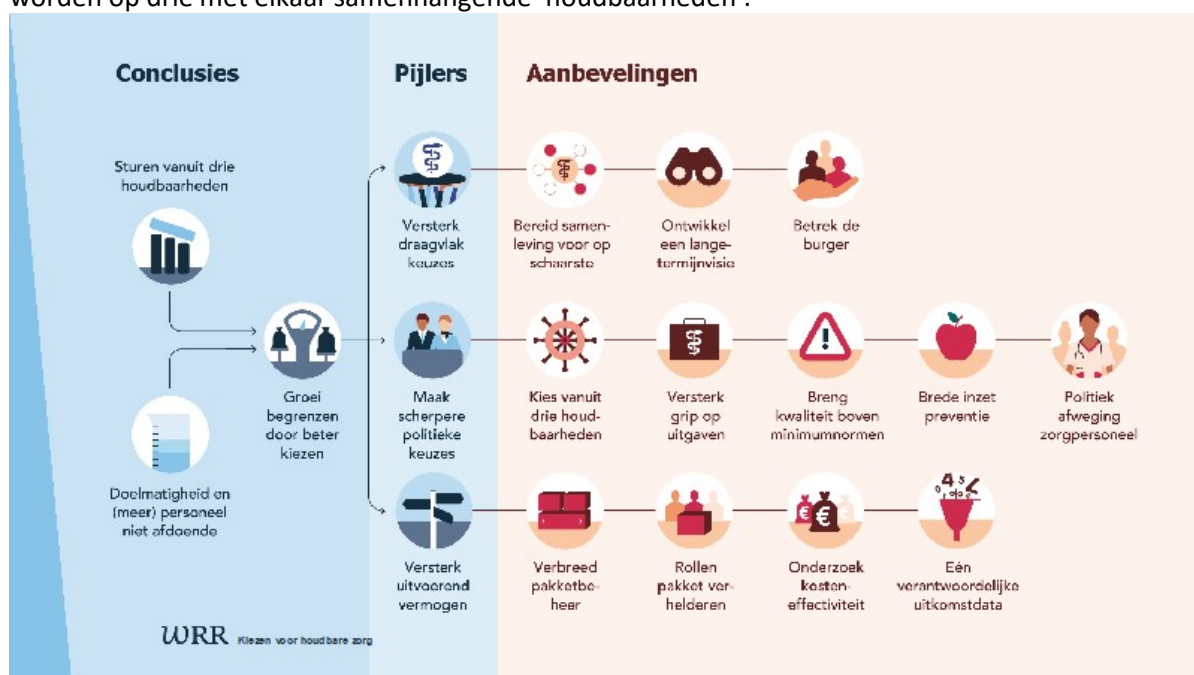 worden op drie met elkaar samenhangende 'houdbaarheden'.
Conclusies
Pijlers
Aanbevelingen
Sturen vanuit drie
houdbaarheden
Doelmatigheid en
(meer) personeel
niet afdoende
Groei
begrenzen
door beter
kiezen
Versterk
draagvlak
keuzes
Bereid samen-
leving voor op
schaarste
Ontwikkel
een lange-
termijnvisie
Betrek de
burger
Maak
scherpere
politieke
keuzes
Kies vanuit
drie houd-
baarheden
Versterk
grip op
uitgaven
Breng
kwaliteit boven
minimumnormen
Brede inzet
preventie
Politiek
afweging
zorgpersoneel
Versterk
uitvoerend
vermogen
Verbreed
pakketbe-
heer
Rollen
pakket ver-
helderen
Onderzoek
kosten-
effectiviteit
Eén
verantwoordelijke
uitkomstdata
WRR Kiezen voor houdbare zorg